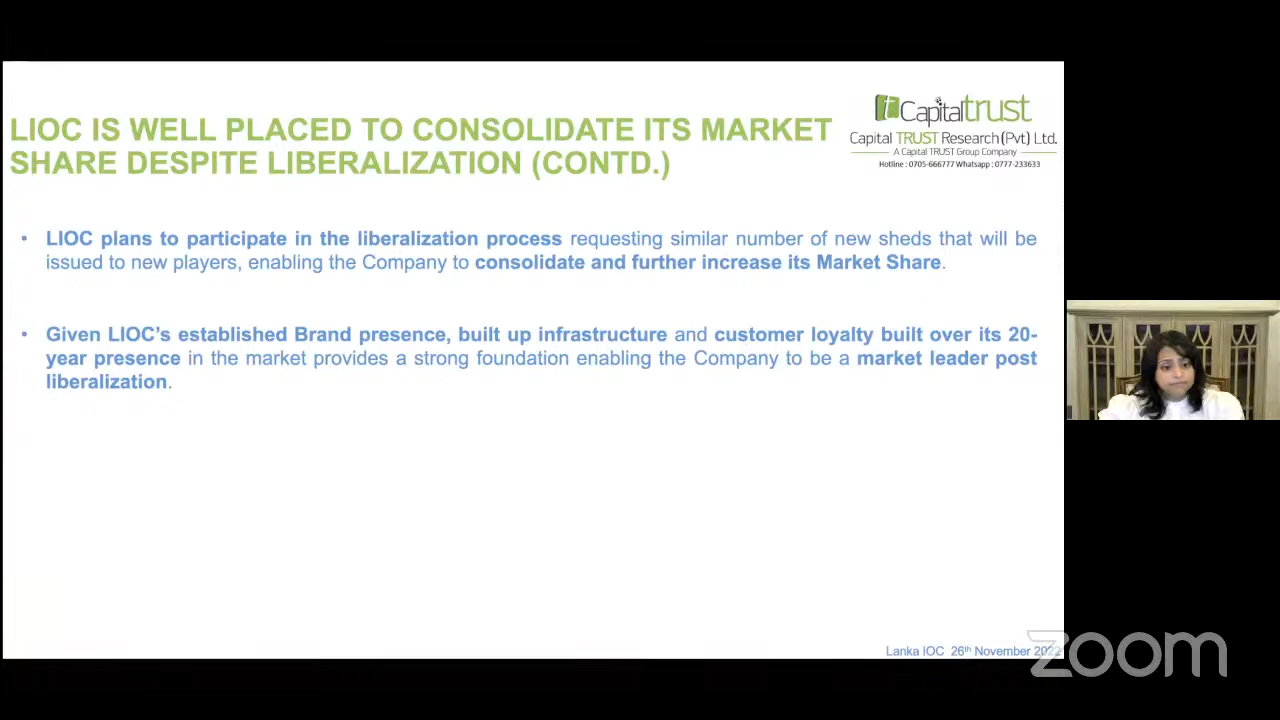 LIOC IS WELL PLACED TO CONSOLIDATE ITS MARKET
SHARE DESPITE LIBERALIZATION (CONTD.)
Capitaltrust
Capital TRUST Research (Pvt) Ltd.
A Capital TRUST Group Company
Hotline : 0705-666777 Whatsapp : 0777-233633
• LIOC plans to participate in the liberalization process requesting similar number of new sheds that will be
issued to new players, enabling the Company to consolidate and further increase its Market Share.
• Given LIOC’s established Brand presence, built up infrastructure and customer loyalty built over its 20-
year presence in the market provides a strong foundation enabling the Company to be a market leader post
liberalization.
Lanka IOC 26th November 2022
zoom